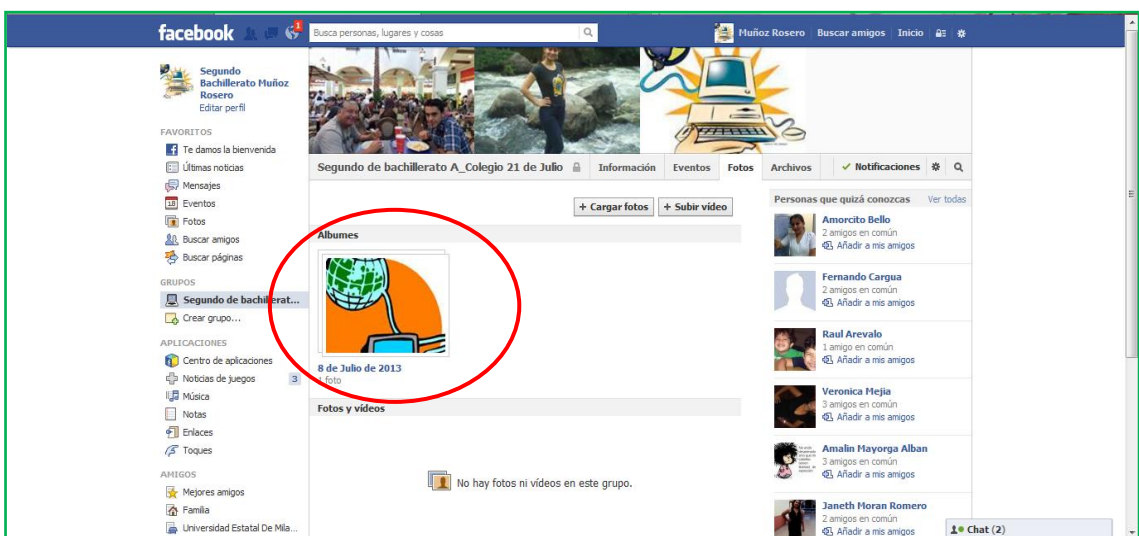 facebook
1
Busca personas, lugares y cosas
Muñoz Rosero
Buscar amigos
Inicio
Segundo
Bachillerato Muñoz
Rosero
Editar perfil
FAVORITOS
Te damos la bienvenida
Últimas noticias
Mensajes
18 Eventos
Fotos
Buscar amigos
Buscar páginas
GRUPOS
Segundo de bachillerat...
Crear grupo...
APLICACIONES
Centro de aplicaciones
Noticias de juegos 3
Música
Notas
Enlaces
Toques
AMIGOS
Mejores amigos
Familia
Universidad Estatal De Mila...
Segundo de bachillerato A_Colegio 21 de Julio
Información
Eventos
Fotos
Archivos
✓ Notificaciones
+ Cargar fotos
+ Subir vídeo
Albumes
8 de Julio de 2013
1 foto
Fotos y vídeos
No hay fotos ni vídeos en este grupo.
Personas que quizá conozcas Ver todas
Amorcito Bello
2 amigos en común
Añadir a mis amigos
Fernando Cargua
2 amigos en común
Añadir a mis amigos
Raul Arevalo
1 amigo en común
Añadir a mis amigos
Veronica Mejia
3 amigos en común
Añadir a mis amigos
Amalin Mayorga Alban
3 amigos en común
Añadir a mis amigos
Janeth Moran Romero
2 amigos en común
Añadir a mis amigos
Chat (2)